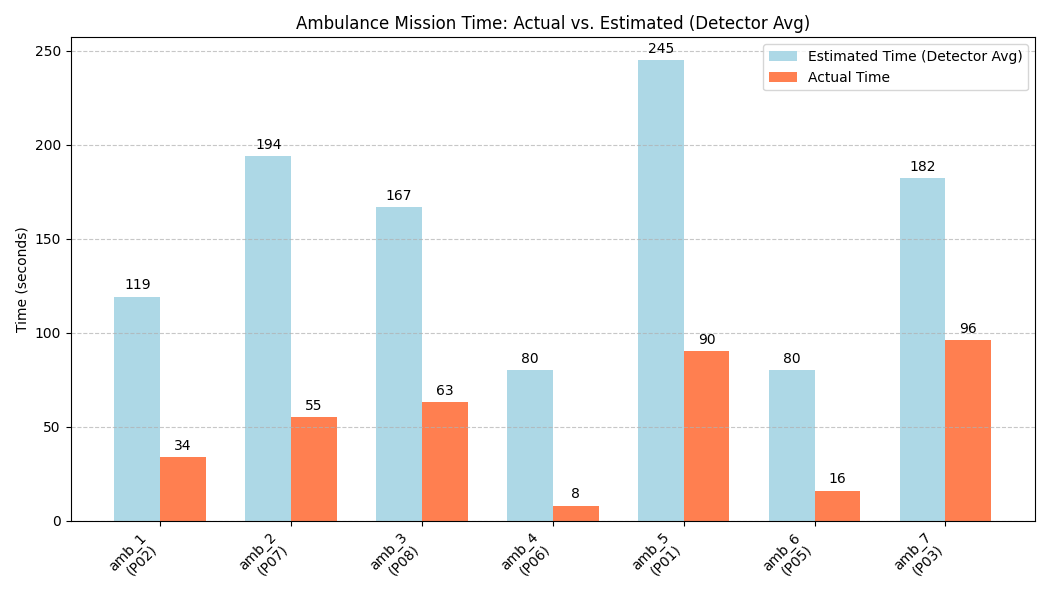 Ambulance Mission Time: Actual vs. Estimated (Detector Avg)
Estimated Time (Detector Avg)
Actual Time
Time (seconds)
250
200
150
100
50
0
119
34
194
55
167
63
80
8
245
90
80
16
182
96
amb_1
(P02)
amb_2
(P07)
amb_3
(P08)
amb_4
(P06)
amb_5
(P01)
amb_6
(P05)
amb_7
(P03)